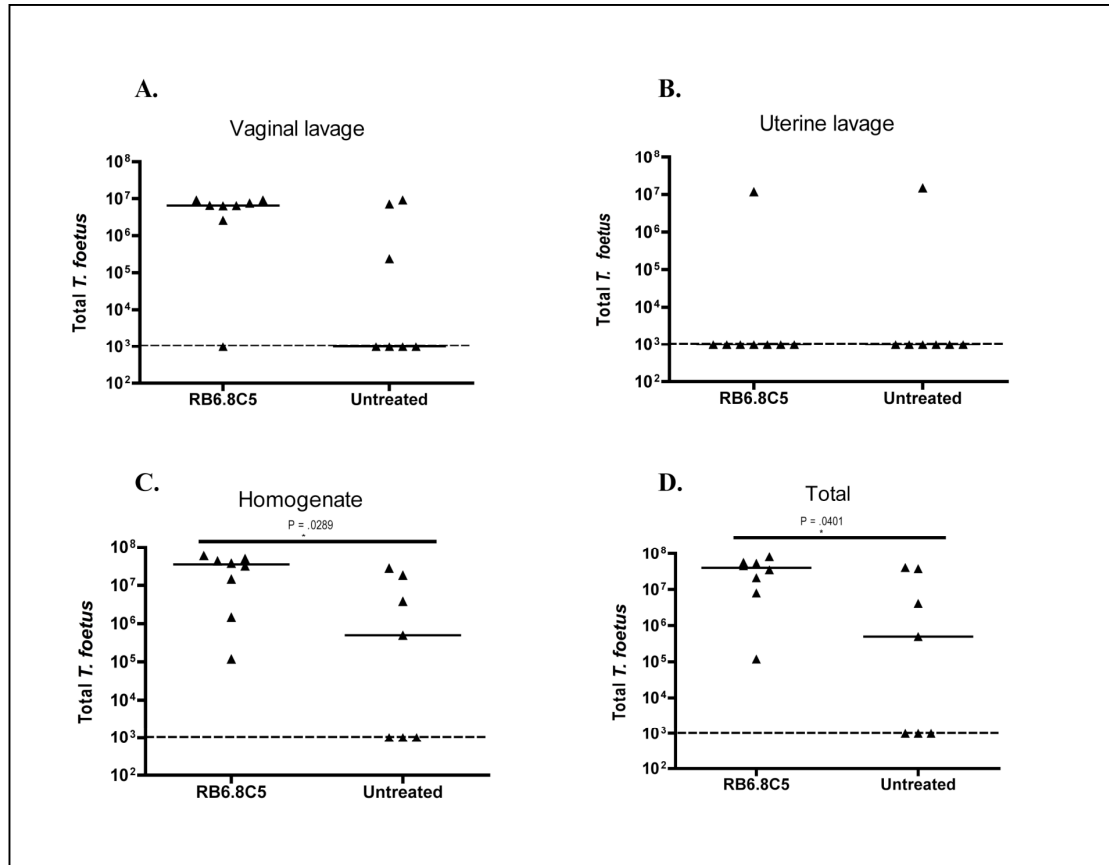 A.
Vaginal lavage
Total T. foetus
10⁸
10⁷
10⁶
10⁵
10⁴
10³
10²
RB6.8C5 Untreated
B.
Uterine lavage
Total T. foetus
10⁸
10⁷
10⁶
10⁵
10⁴
10³
10²
RB6.8C5 Untreated
C.
Homogenate
P = .0289
*
Total T. foetus
10⁸
10⁷
10⁶
10⁵
10⁴
10³
10²
RB6.8C5 Untreated
D.
Total
P = .0401
*
Total T. foetus
10⁸
10⁷
10⁶
10⁵
10⁴
10³
10²
RB6.8C5 Untreated